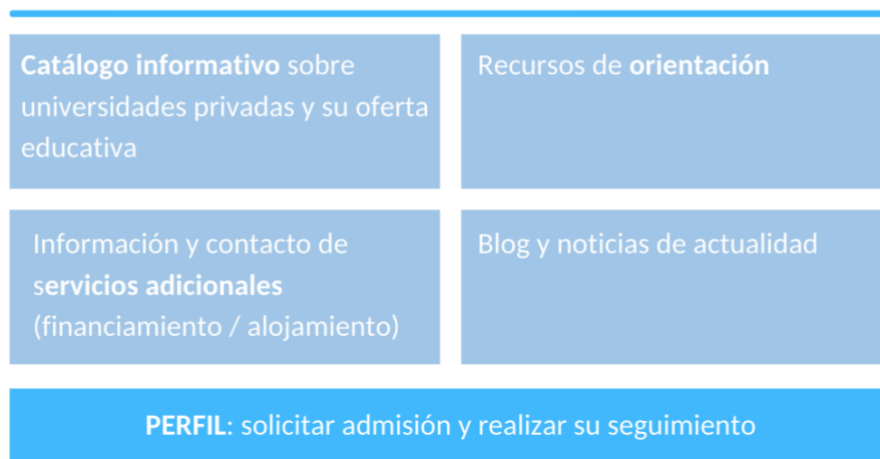 Catálogo informativo sobre
universidades privadas y su oferta
educativa
Recursos de orientación
Información y contacto de
servicios adicionales
(financiamiento / alojamiento)
Blog y noticias de actualidad
PERFIL: solicitar admisión y realizar su seguimiento